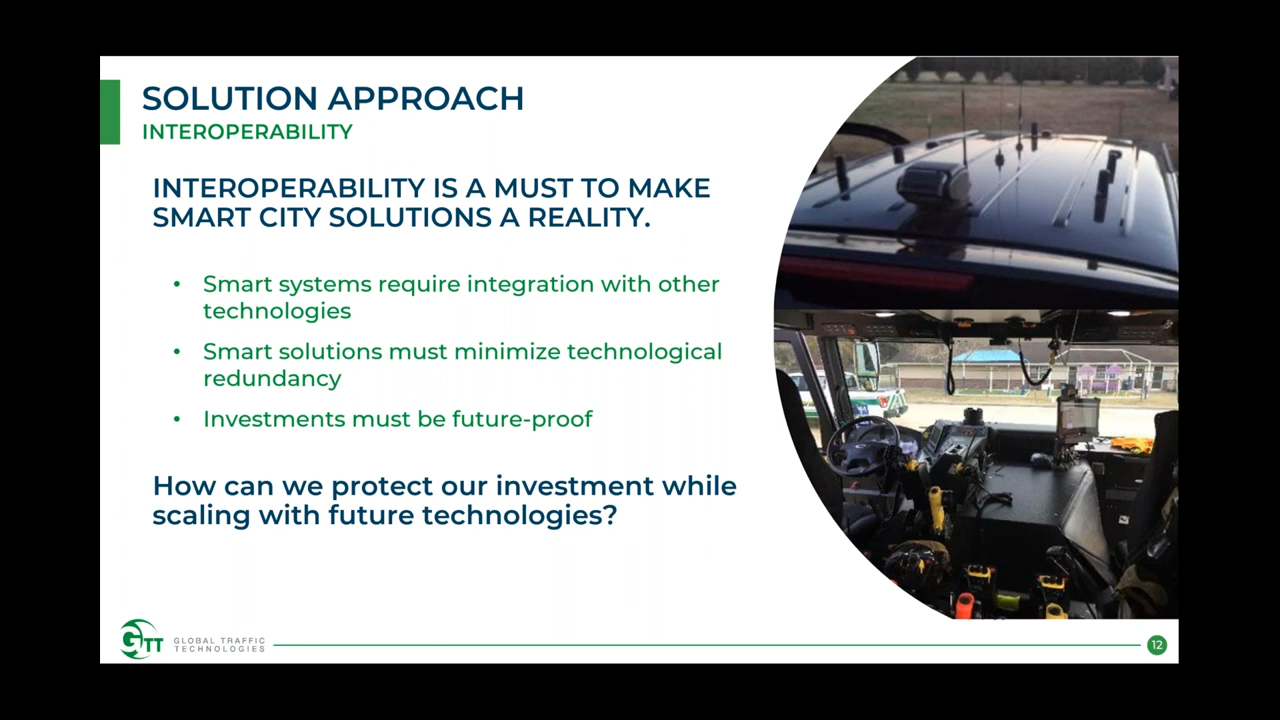 SOLUTION APPROACH
INTEROPERABILITY
INTEROPERABILITY IS A MUST TO MAKE
SMART CITY SOLUTIONS A REALITY.
• Smart systems require integration with other
technologies
• Smart solutions must minimize technological
redundancy
• Investments must be future-proof
How can we protect our investment while
scaling with future technologies?
GTT
GLOBAL TRAFFIC
TECHNOLOGIES
12